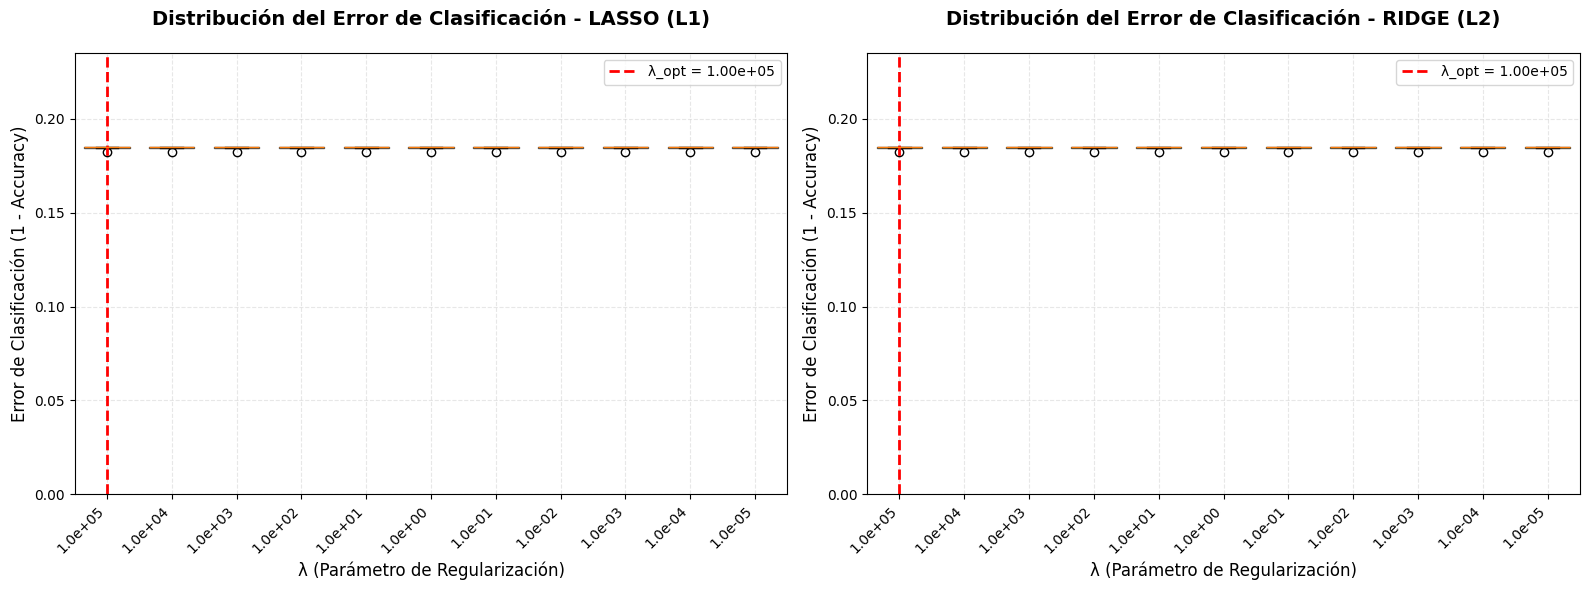 Distribución del Error de Clasificación - LASSO (L1)
λ_opt = 1.00e+05
Error de Clasificación (1 - Accuracy)
0.20
0.15
0.10
0.05
0.00
1.0e+05
1.0e+04
1.0e+03
1.0e+02
1.0e+01
1.0e+00
1.0e-01
1.0e-02
1.0e-03
1.0e-04
1.0e-05
λ (Parámetro de Regularización)
Distribución del Error de Clasificación - RIDGE (L2)
λ_opt = 1.00e+05
Error de Clasificación (1 - Accuracy)
0.20
0.15
0.10
0.05
0.00
1.0e+05
1.0e+04
1.0e+03
1.0e+02
1.0e+01
1.0e+00
1.0e-01
1.0e-02
1.0e-03
1.0e-04
1.0e-05
λ (Parámetro de Regularización)